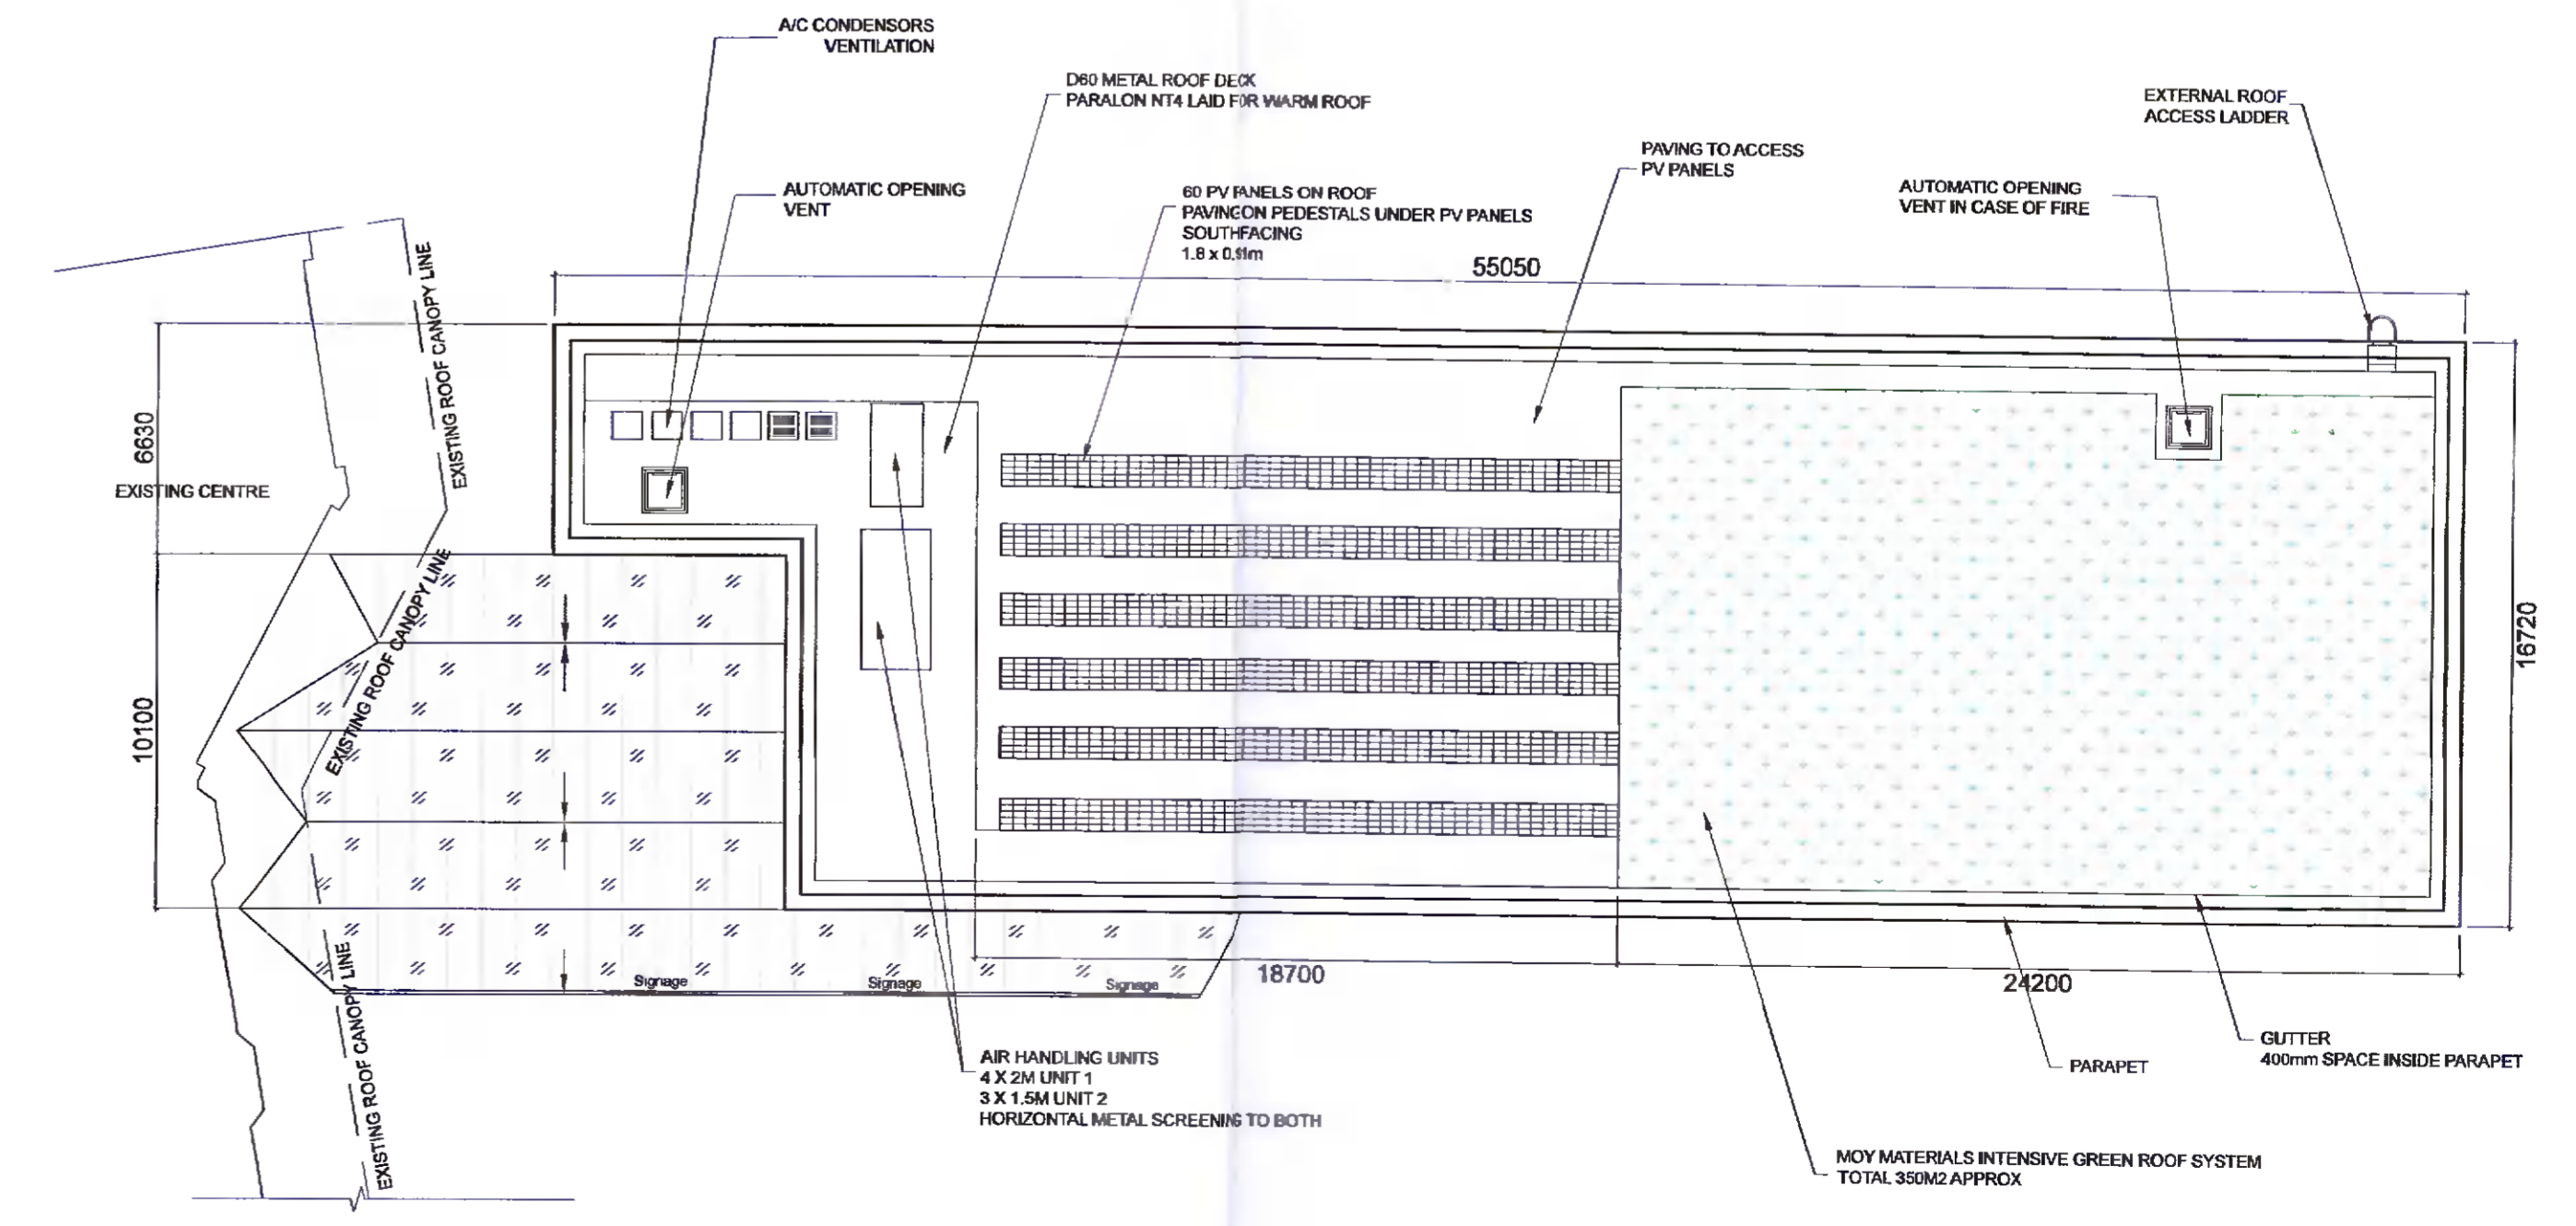 A/C CONDENSORS
VENTILATION
D60 METAL ROOF DECK
PARALON NT4 LAID FOR WARM ROOF
EXTERNAL ROOF
ACCESS LADDER
PAVING TO ACCESS
PV PANELS
AUTOMATIC OPENING
VENT
60 PV PANELS ON ROOF
PAVINGON PEDESTALS UNDER PV PANELS
SOUTHFACING
1.8 x 0.91m
AUTOMATIC OPENING
VENT IN CASE OF FIRE
55050
EXISTING ROOF CANOPY LINE
6630
EXISTING CENTRE
EXISTING ROOF CANOPY LINE
10100
16720
EXISTING ROOF CANOPY LINE
Signage
Signage
Signage
18700
24200
AIR HANDLING UNITS
4 X 2M UNIT 1
3 X 1.5M UNIT 2
HORIZONTAL METAL SCREENING TO BOTH
GUTTER
400mm SPACE INSIDE PARAPET
PARAPET
MOY MATERIALS INTENSIVE GREEN ROOF SYSTEM
TOTAL 350M2 APPROX